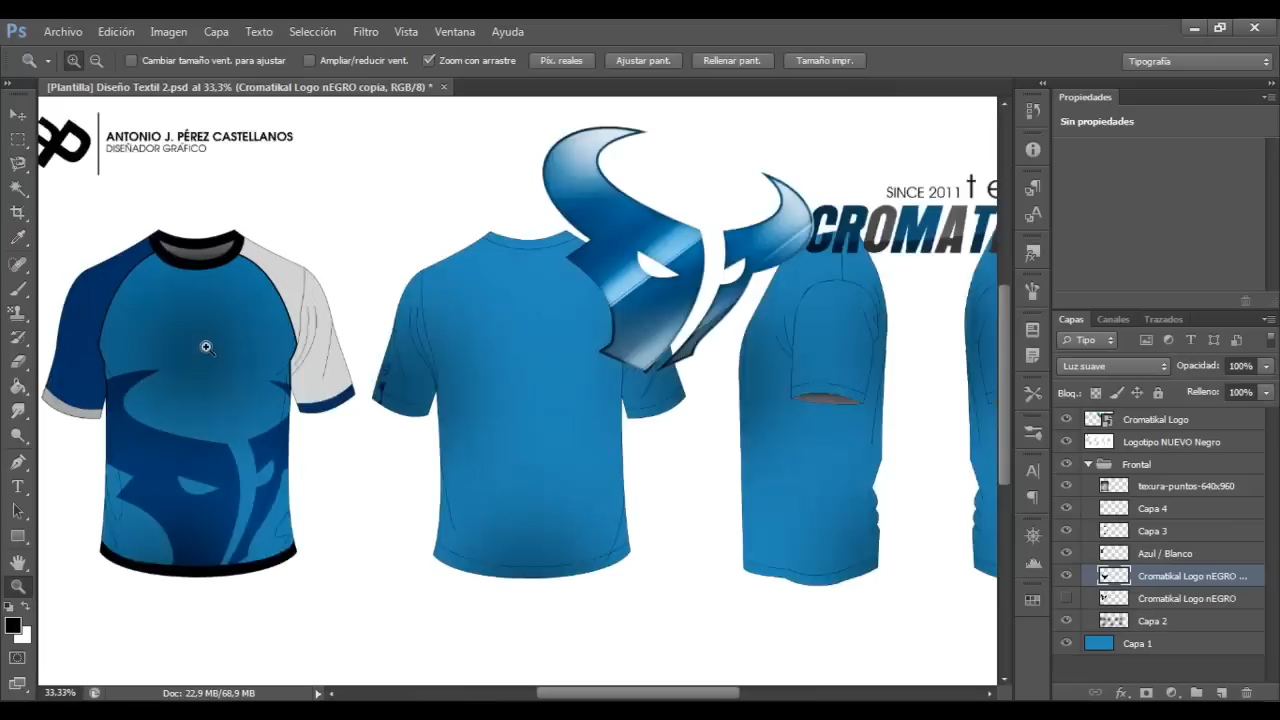 Ps Archivo Edición Imagen Capa Texto Selección Filtro Vista Ventana Ayuda
Cambiar tamaño vent. para ajustar Ampliar/reducir vent. Zoom con arrastre Píx. reales Ajustar pant. Rellenar pant. Tamaño impr. Tipografia
[Plantilla] Diseño Textil 2.psd al 33,3% (Cromatikal Logo nEGRO copia, RGB/8) *
Propiedades
Sin propiedades
ANTONIO J. PÉREZ CASTELLANOS
DISEÑADOR GRÁFICO
SINCE 2011 te
CROMATI
Capas Canales Trazados
Tipo
Luz suave Opacidad: 100%
Bloq.: Relleno: 100%
Cromatikal Logo
Logotipo NUEVO Negro
Frontal
texura-puntos-640x960
Capa 4
Capa 3
Azul / Blanco
Cromatikal Logo nEGRO ...
Cromatikal Logo nEGRO
Capa 2
Capa 1
33,33% Doc: 22,9 MB/68,9 MB